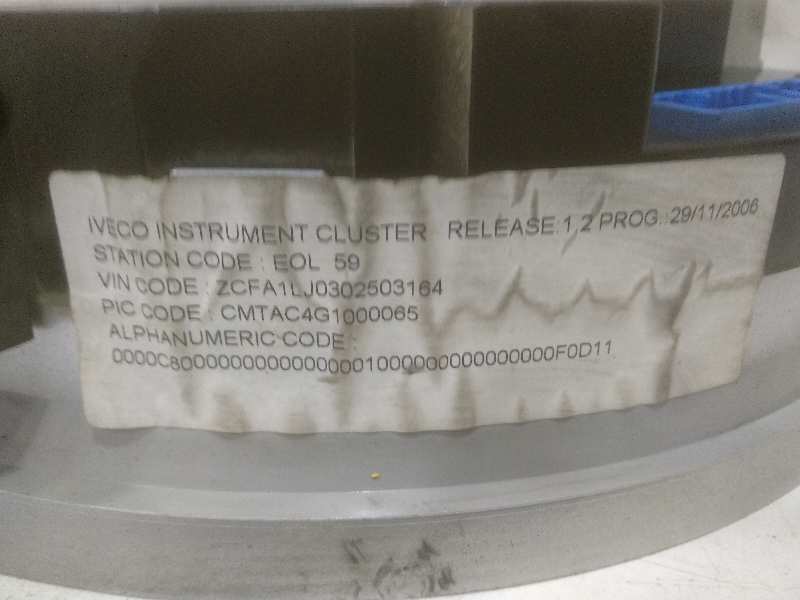 IVECO INSTRUMENT CLUSTER RELEASE:1,2 PROG.:29/11/2006
STATION CODE : EOL 59
VIN CODE : ZCFA1LJ0302503164
PIC CODE : CMTAC4G1000065
ALPHANUMERIC CODE :
0000C80000000000000000100000000000000000F0D11